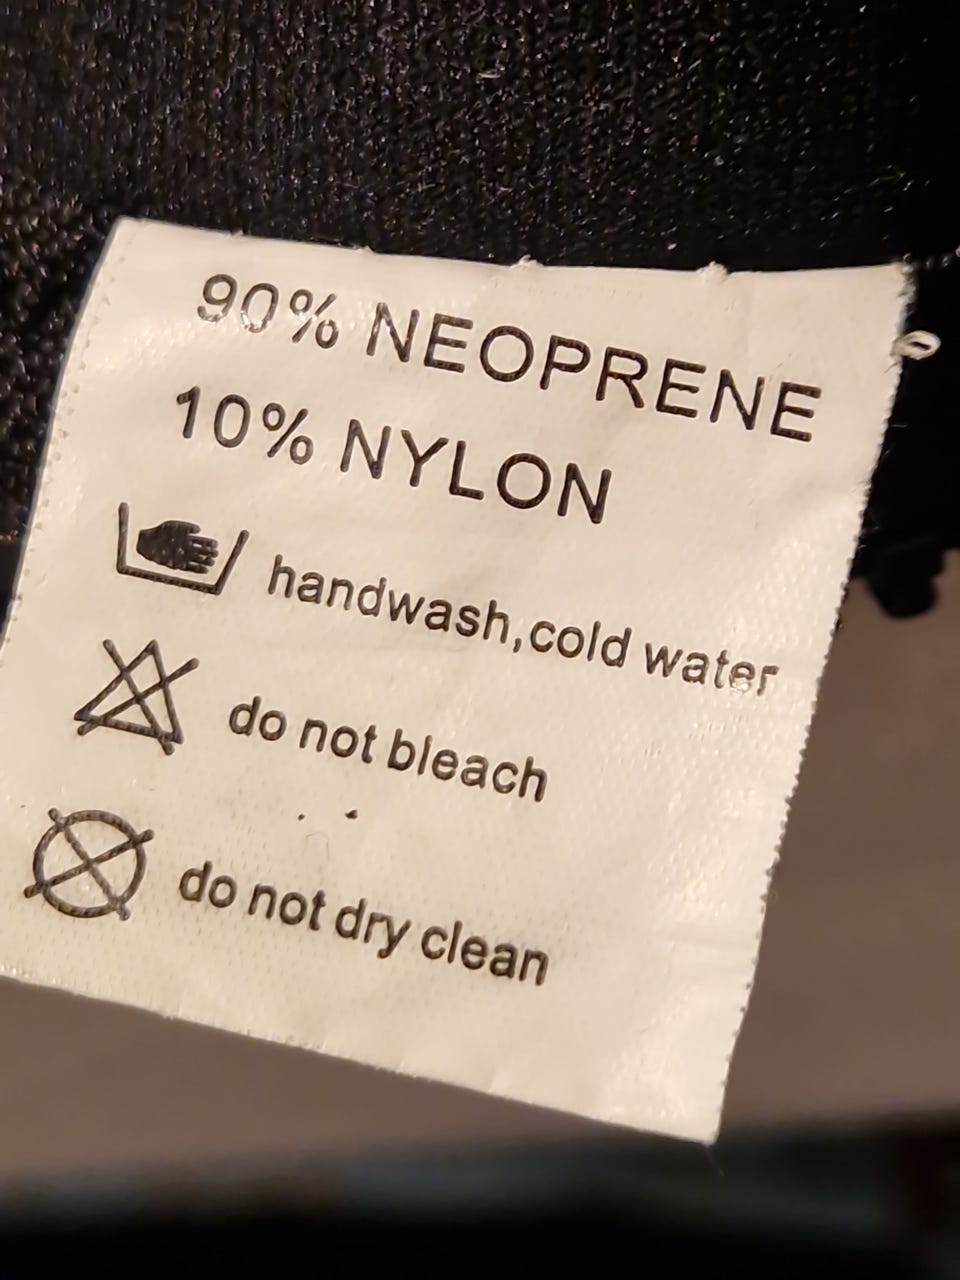 90% NEOPRENE
10% NYLON
handwash,cold water
do not bleach
do not dry clean